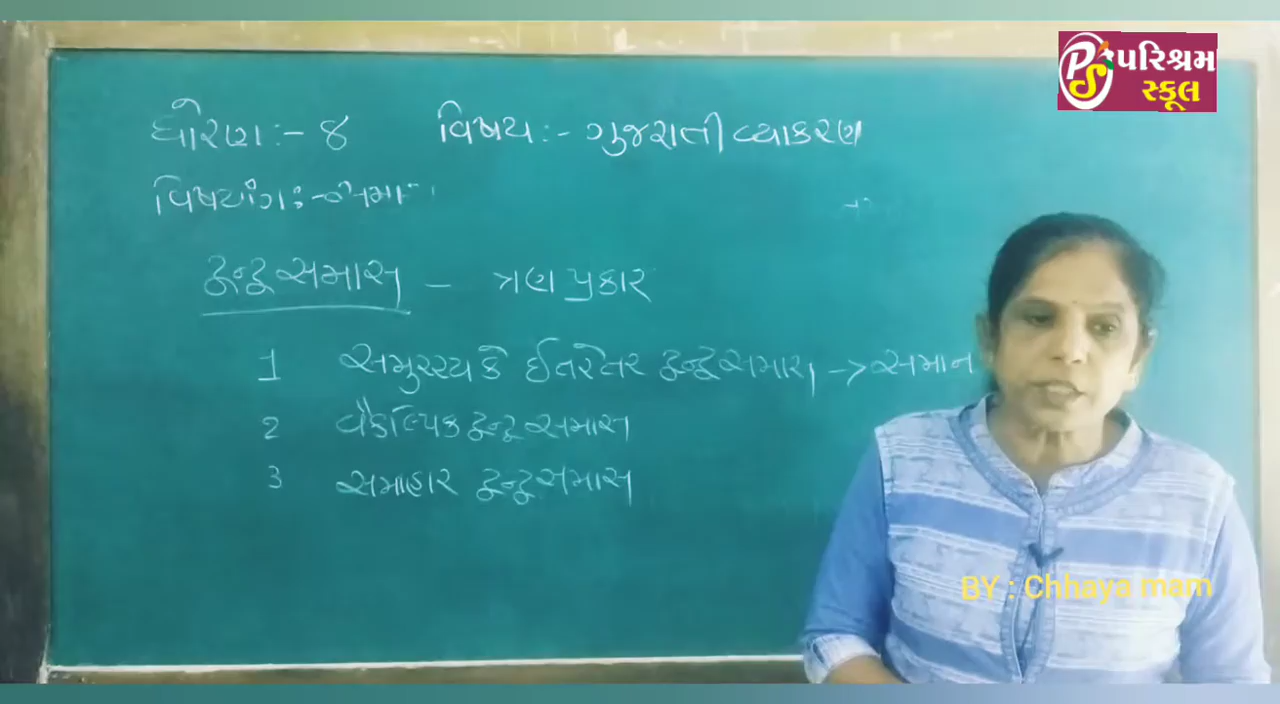 પરિશ્રમ
સ્કૂલ
ધોરણ:- ૪ વિષય:- ગુજરાતી વ્યાકરણ
વિષયાંગ:- સમા
દ્વન્દ્વ સમાસ - ત્રણ પ્રકાર
1 સમુચ્ચય કે ઈતરેતર દ્વન્દ્વ સમાસ → સમાન
2 વૈકલ્પિક દ્વન્દ્વ સમાસ
3 સમાહાર દ્વન્દ્વ સમાસ
BY : Chhaya mam